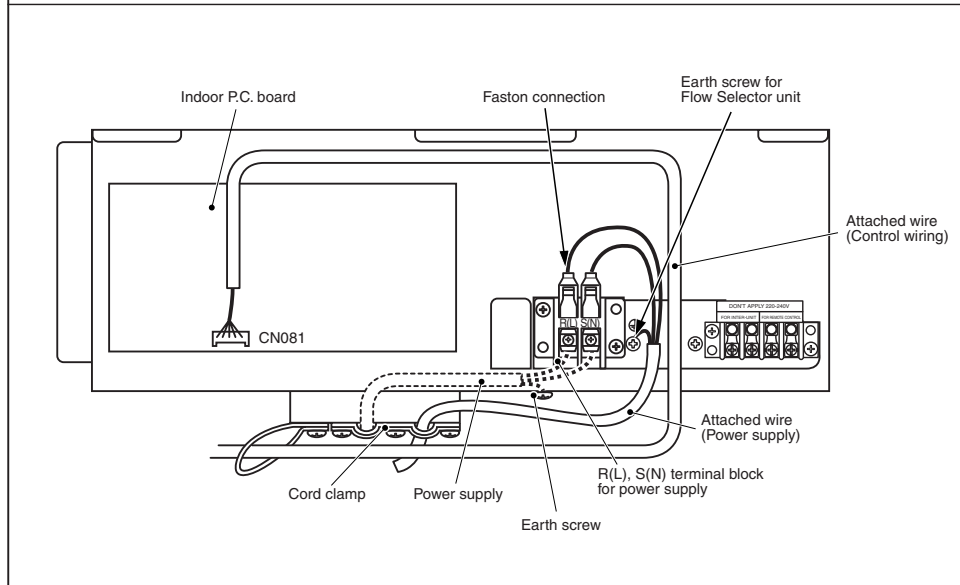 Indoor P.C. board
Faston connection
Earth screw for
Flow Selector unit
Attached wire
(Control wiring)
DON'T APPLY 220-240V
FOR INTER-UNIT
FOR REMOTE CONTROL
R(L)
S(N)
CN081
Attached wire
(Power supply)
R(L), S(N) terminal block
for power supply
Cord clamp
Power supply
Earth screw